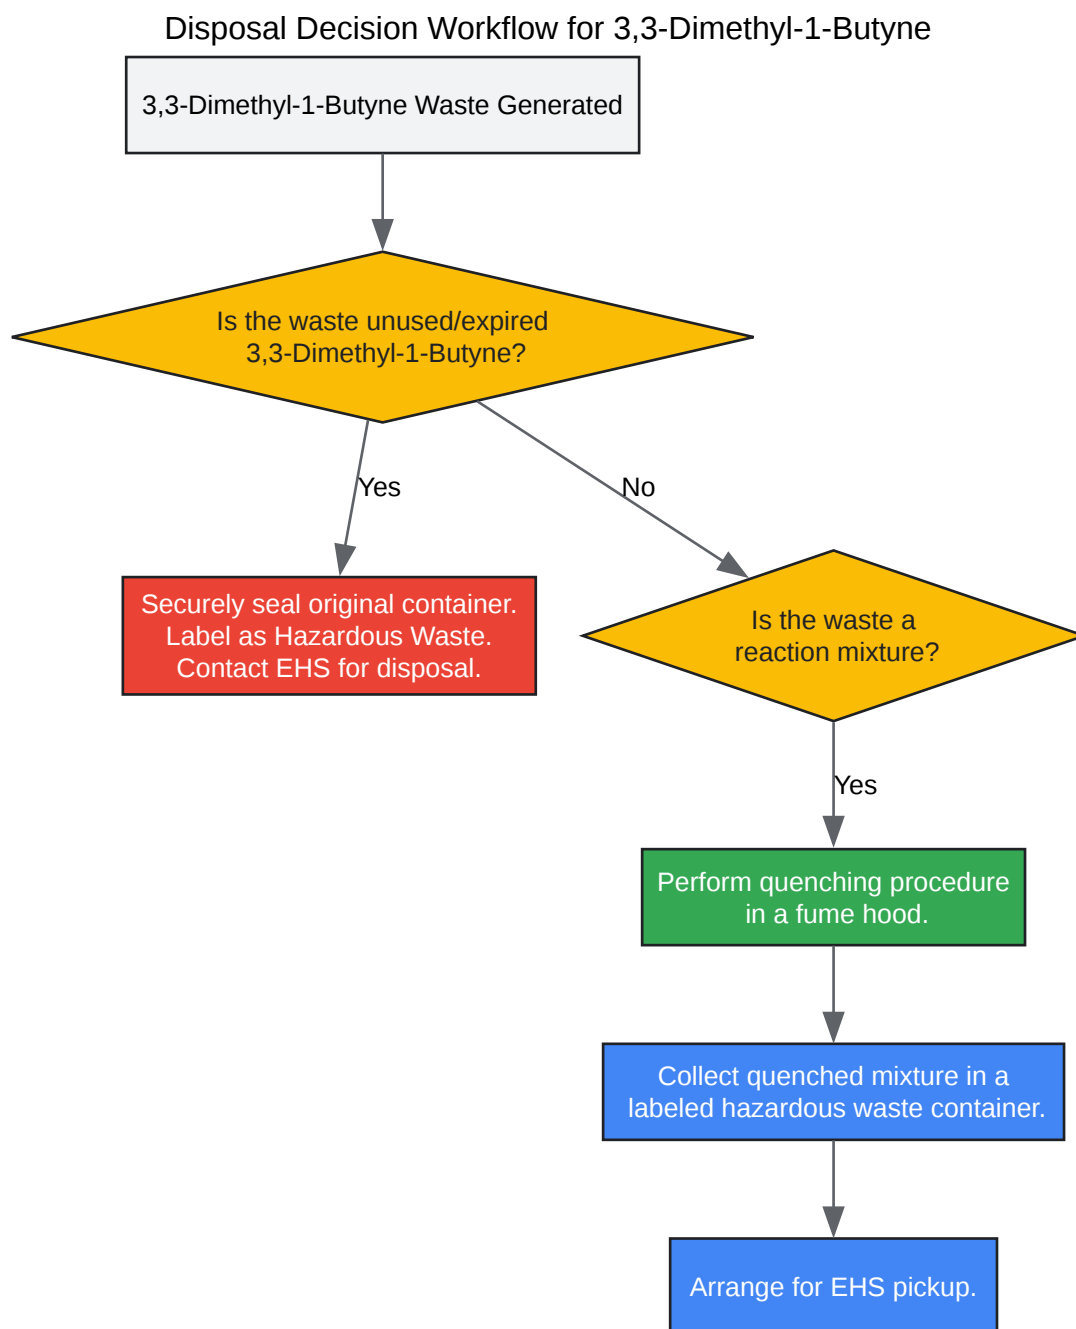 Disposal Decision Workflow for 3,3-Dimethyl-1-Butyne
3,3-Dimethyl-1-Butyne Waste Generated
Is the waste unused/expired
3,3-Dimethyl-1-Butyne?
Yes
No
Securely seal original container.
Label as Hazardous Waste.
Contact EHS for disposal.
Is the waste a
reaction mixture?
Yes
Perform quenching procedure
in a fume hood.
Collect quenched mixture in a
labeled hazardous waste container.
Arrange for EHS pickup.